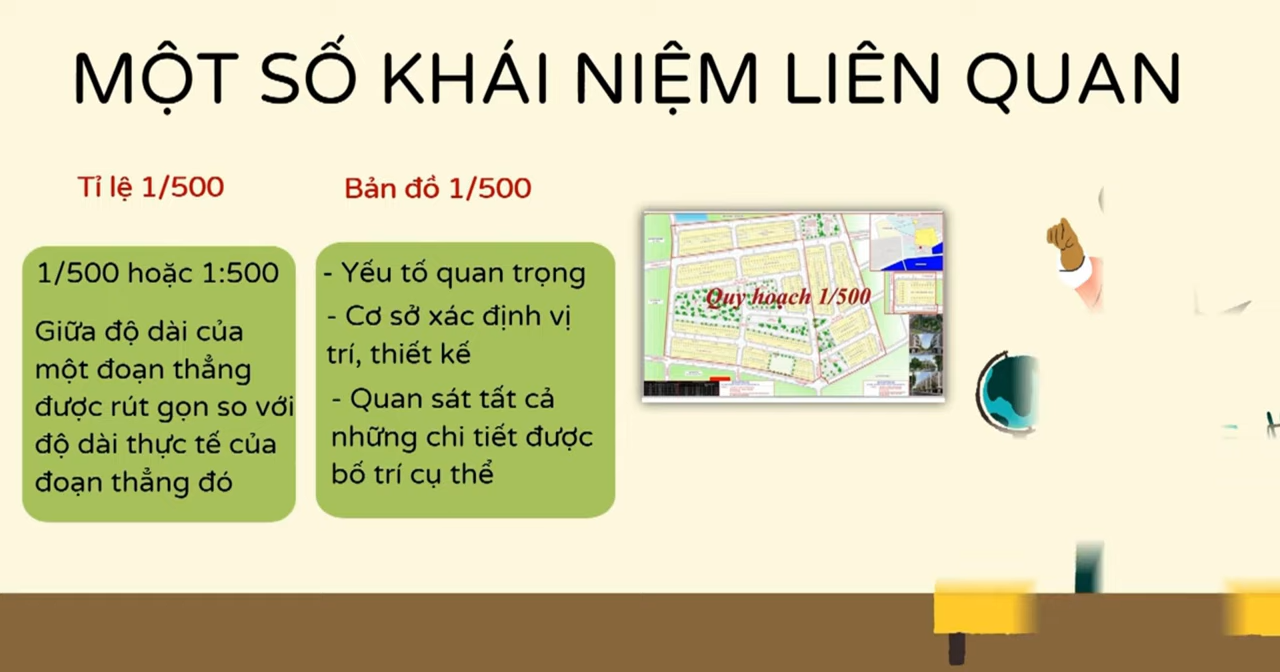 MỘT SỐ KHÁI NIỆM LIÊN QUAN
Tỉ lệ 1/500
1/500 hoặc 1:500
Giữa độ dài của
một đoạn thẳng
được rút gọn so với
độ dài thực tế của
đoạn thẳng đó
Bản đồ 1/500
- Yếu tố quan trọng
- Cơ sở xác định vị
trí, thiết kế
- Quan sát tất cả
những chi tiết được
bố trí cụ thể
Quy hoạch 1/500